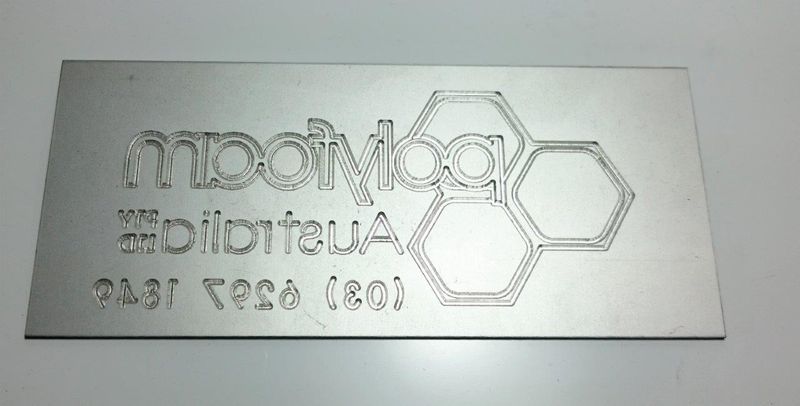 polyfoam
Australia PTY LTD
(03) 6297 1849